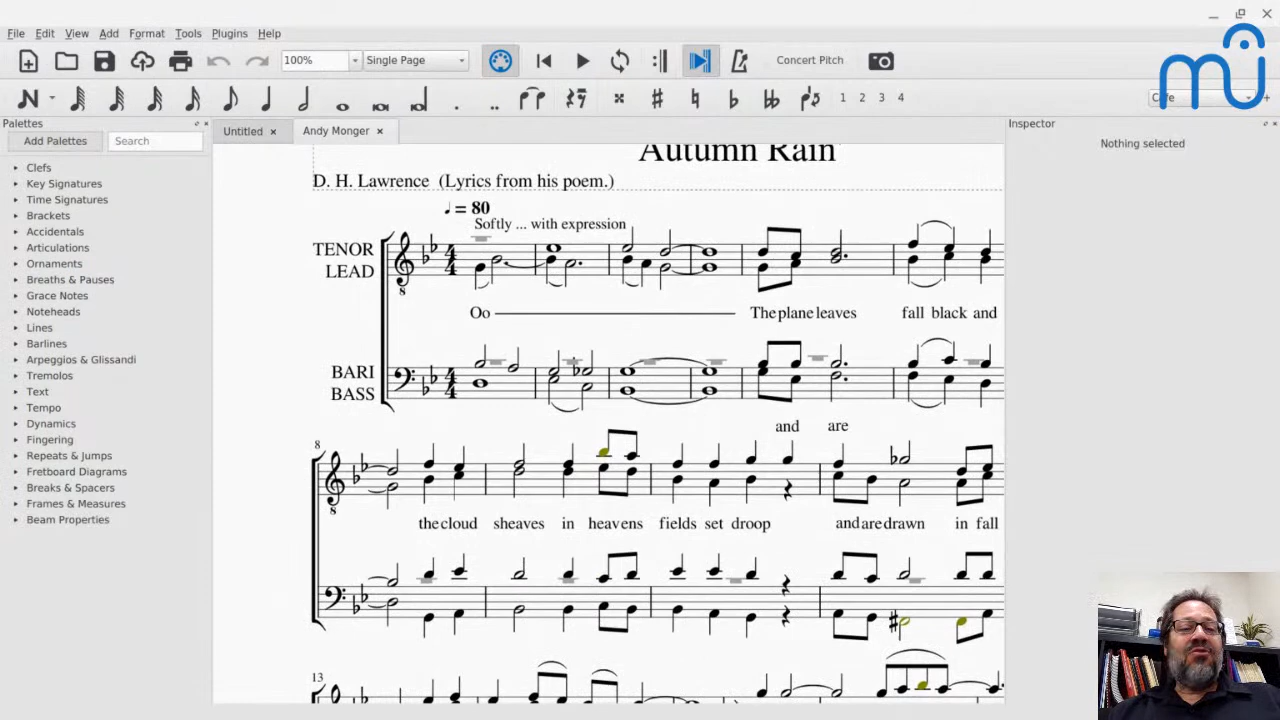 File Edit View Add Format Tools Plugins Help
100% Single Page Concert Pitch
1 2 3 4
Palettes
Add Palettes Search
Clefs
Key Signatures
Time Signatures
Brackets
Accidentals
Articulations
Ornaments
Breaths & Pauses
Grace Notes
Noteheads
Lines
Barlines
Arpeggios & Glissandi
Tremolos
Text
Tempo
Dynamics
Fingering
Repeats & Jumps
Fretboard Diagrams
Breaks & Spacers
Frames & Measures
Beam Properties
Untitled Andy Monger
Autumn Rain
D. H. Lawrence (Lyrics from his poem.)
= 80
Softly ... with expression
TENOR
LEAD
8
Oo The plane leaves fall black and
BARI
BASS
and are
8
8
the cloud sheaves in heavens fields set droop and are drawn in fall
13
Inspector
Nothing selected